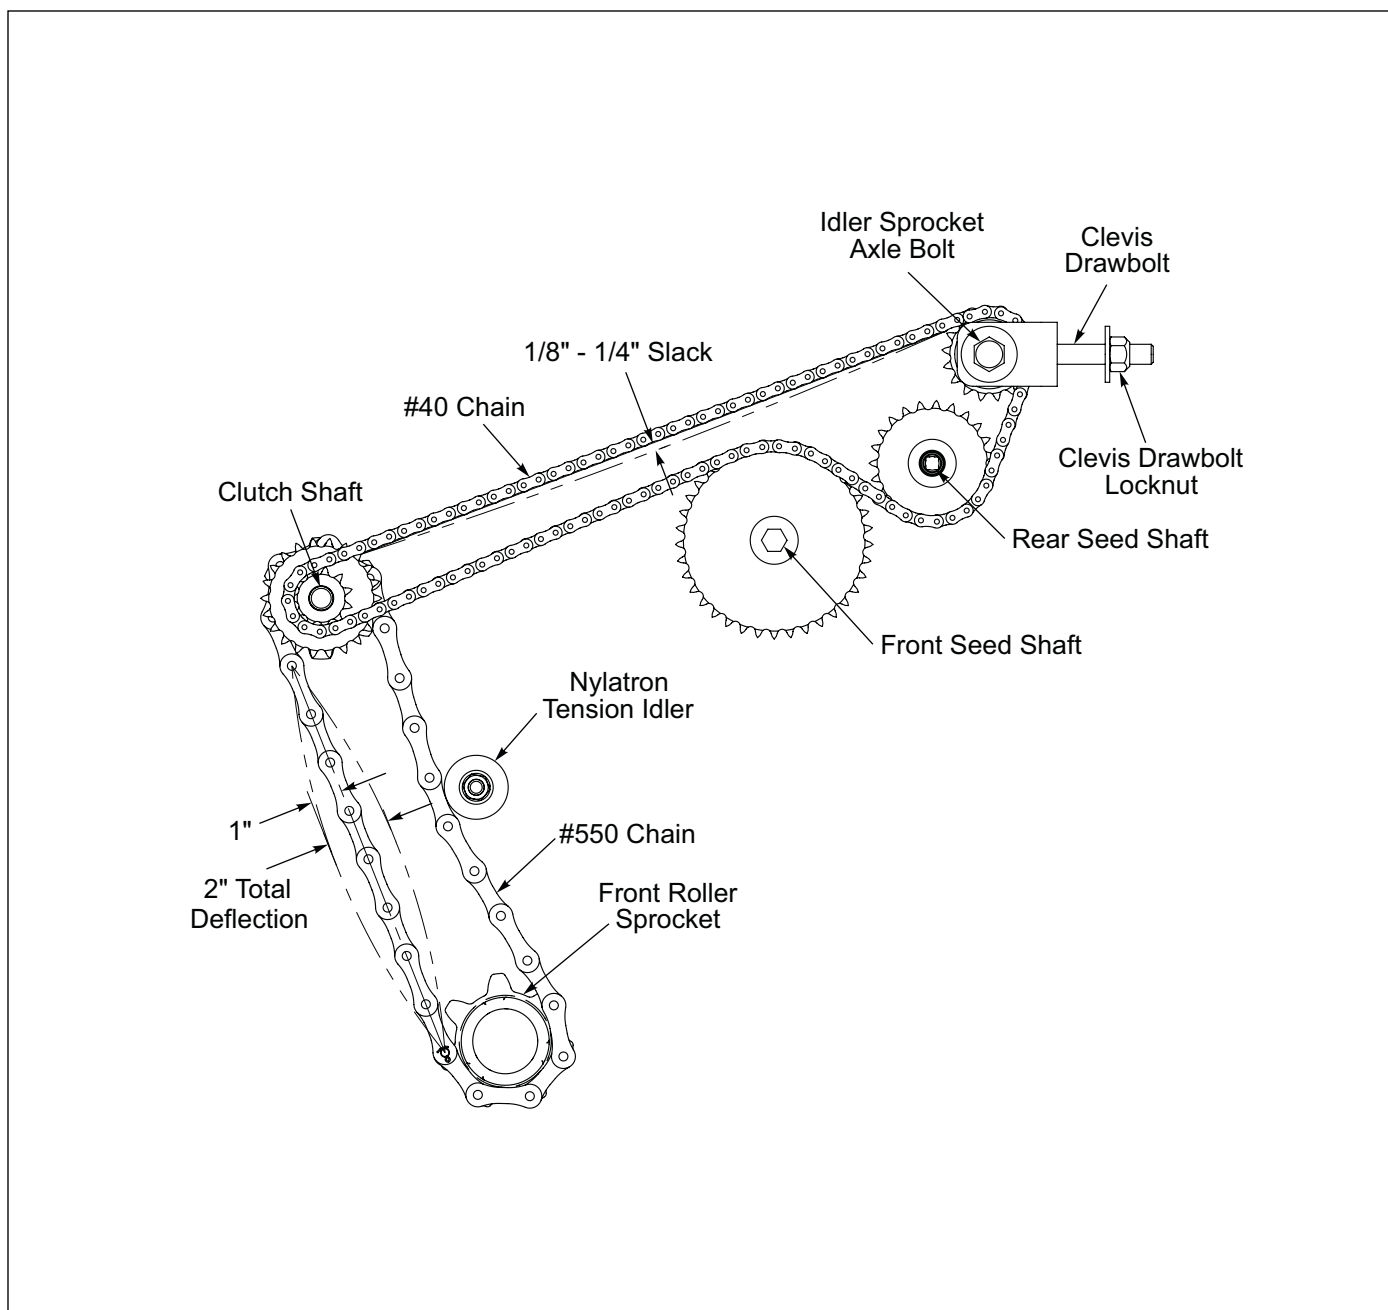 Idler Sprocket
Axle Bolt
Clevis
Drawbolt
1/8" - 1/4" Slack
#40 Chain
Clevis Drawbolt
Locknut
Clutch Shaft
Rear Seed Shaft
Front Seed Shaft
Nylatron
Tension Idler
1"
#550 Chain
2" Total
Deflection
Front Roller
Sprocket